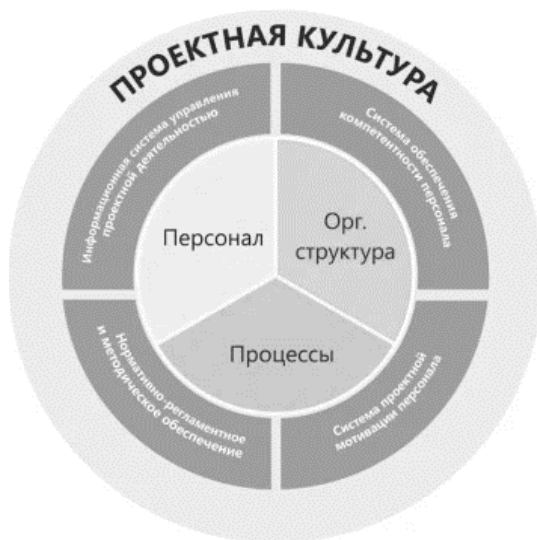 ПРОЕКТНАЯ КУЛЬТУРА
Информационная система управления
проектной деятельностью
Система обеспечения
компетентности персонала
Персонал
Орг.
структура
Процессы
Нормативно-регламентное
и методическое обеспечение
Система проектной
мотивации персонала